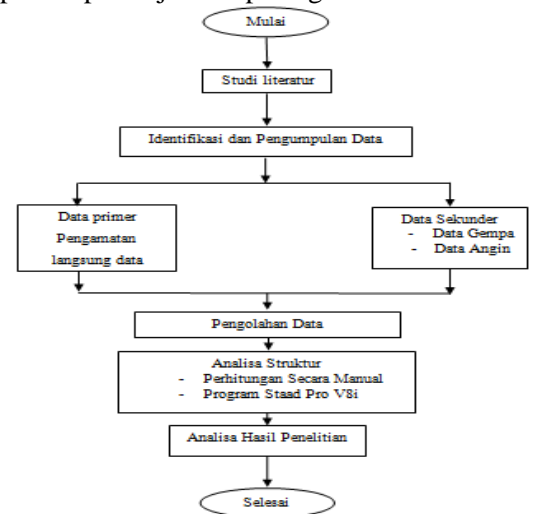 Mulai
Studi literatur
Identifikasi dan Pengumpulan Data
Data primer
Pengamatan
langsung data
Data Sekunder
- Data Gempa
- Data Angin
Pengolahan Data
Analisa Struktur
- Perhitungan Secara Manual
- Program Staad Pro V8i
Analisa Hasil Penelitian
Selesai